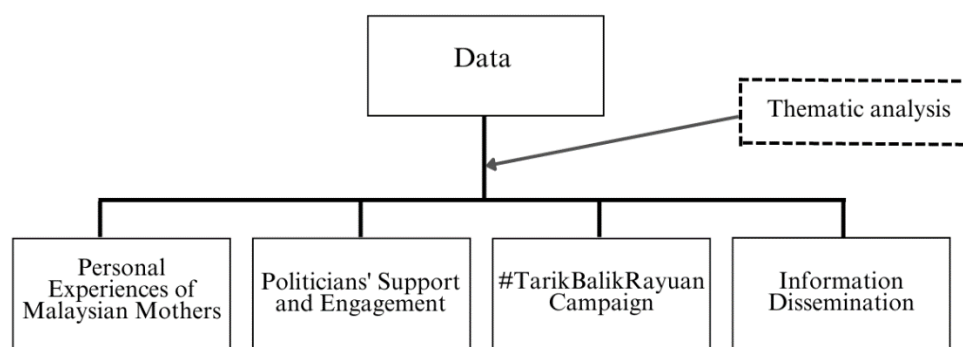 Data
Thematic analysis
Personal
Experiences of
Malaysian Mothers
Politicians' Support
and Engagement
#TarikBalikRayuan
Campaign
Information
Dissemination